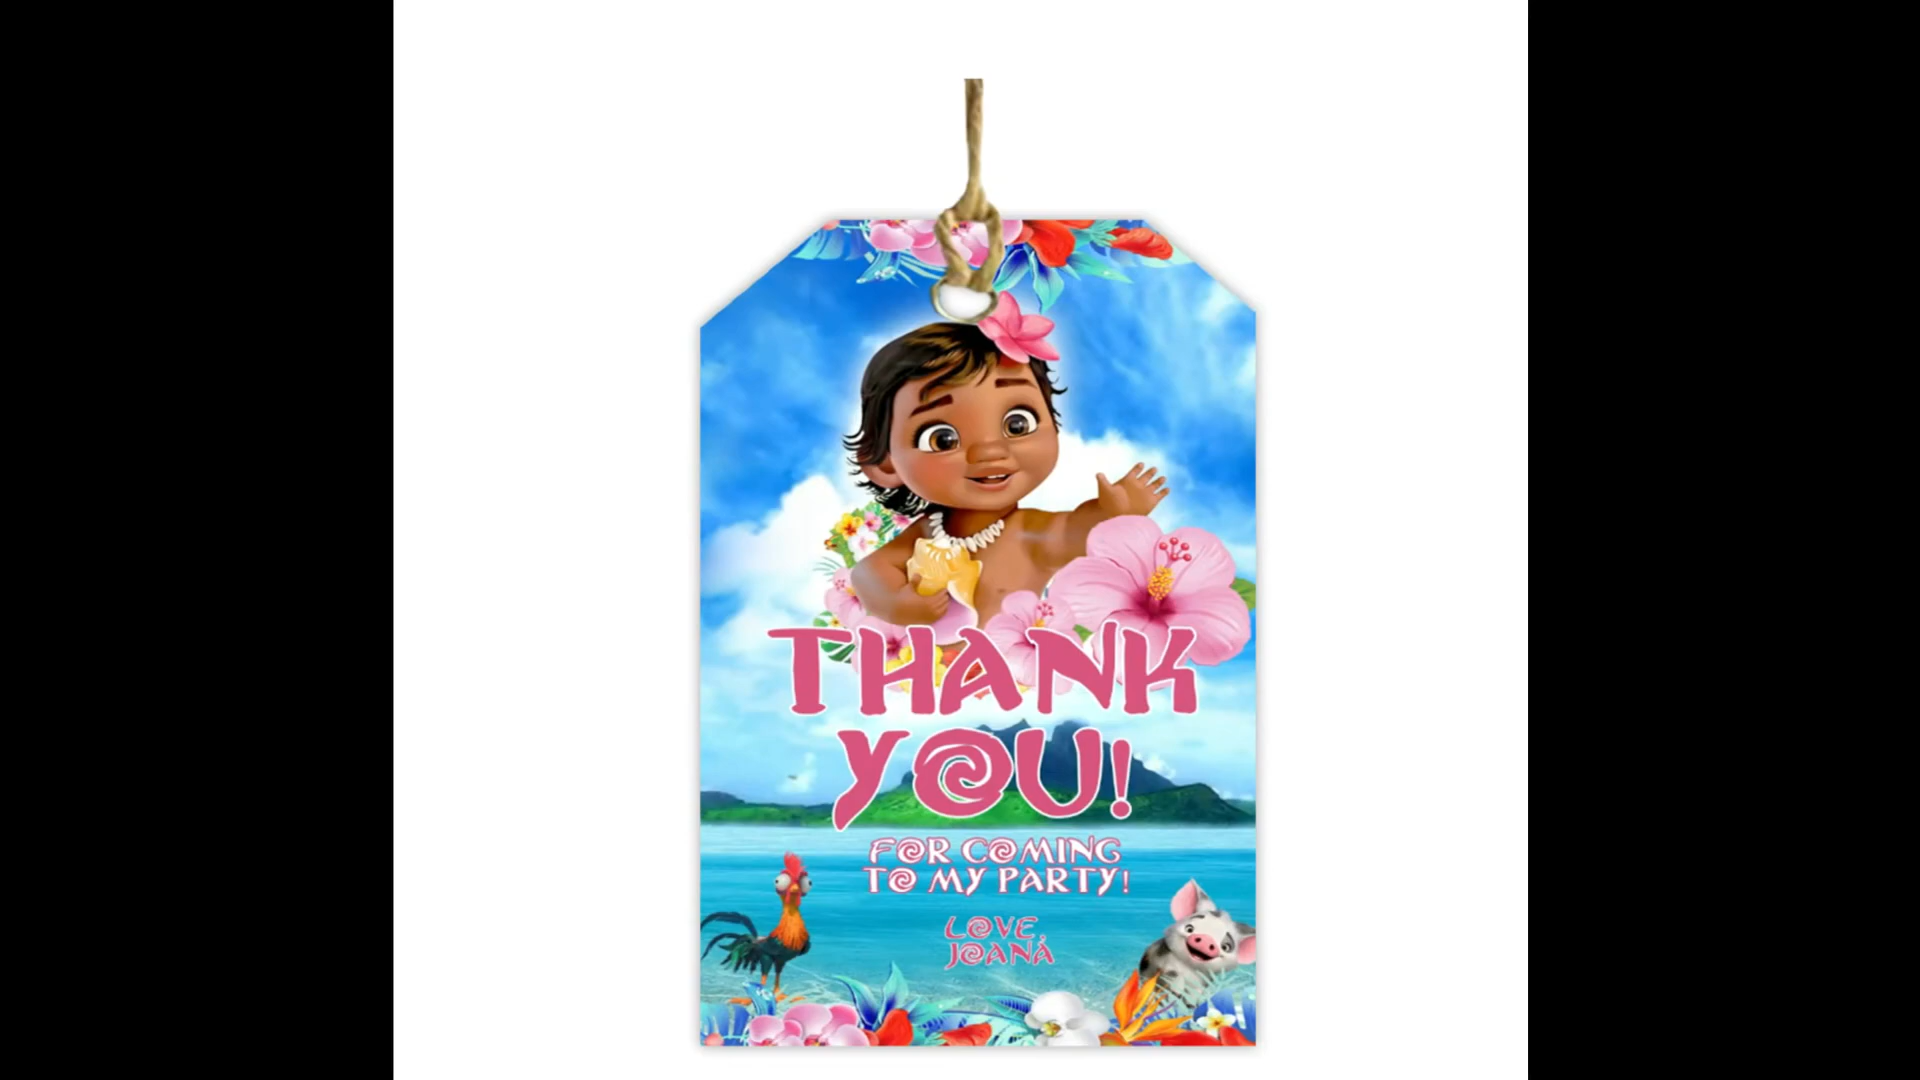 THANK
YOU!
FOR COMING
TO MY PARTY!
LOVE,
JOANA